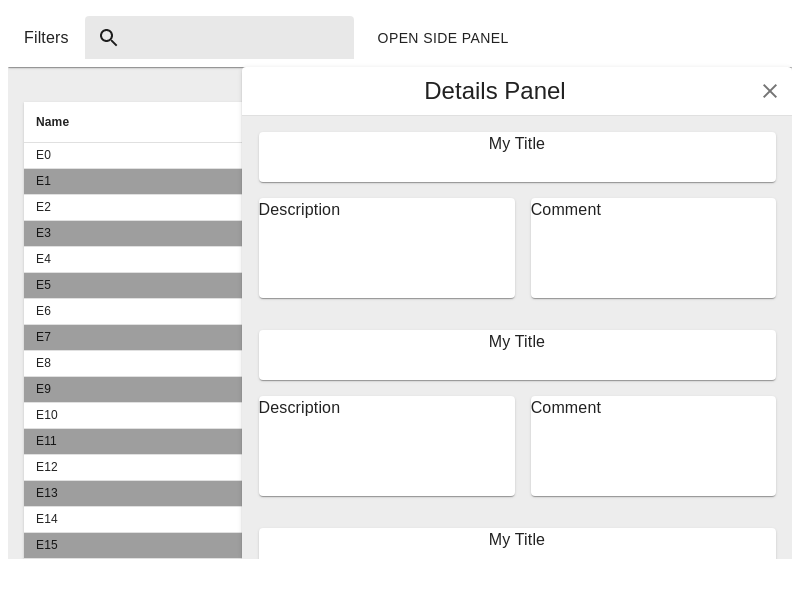 Filters
OPEN SIDE PANEL
Details Panel
Name
E0
E1
E2
E3
E4
E5
E6
E7
E8
E9
E10
E11
E12
E13
E14
E15
My Title
Description
Comment
My Title
Description
Comment
My Title